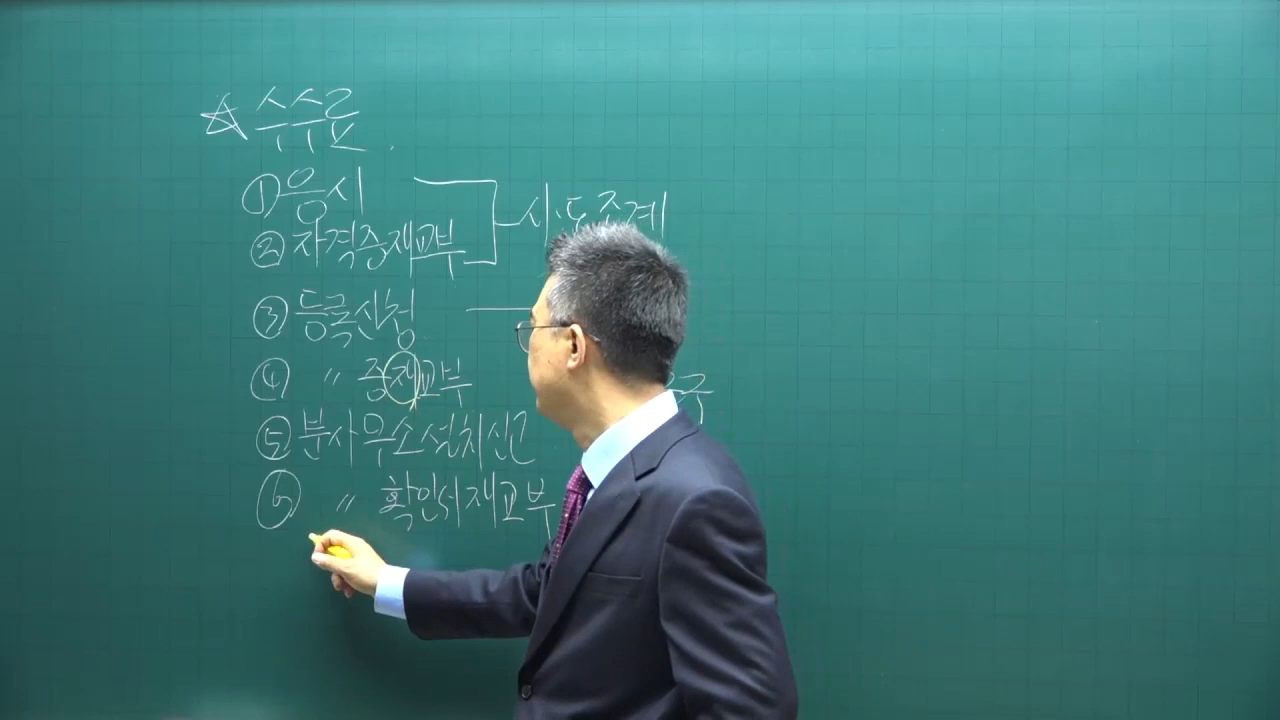 ☆ 수수료.
① 응시
② 자격증재교부
시·도조례
③ 등록신청
④ 〃 증재교부
⑤ 분사무소설치신고
⑥ 〃 확인서재교부